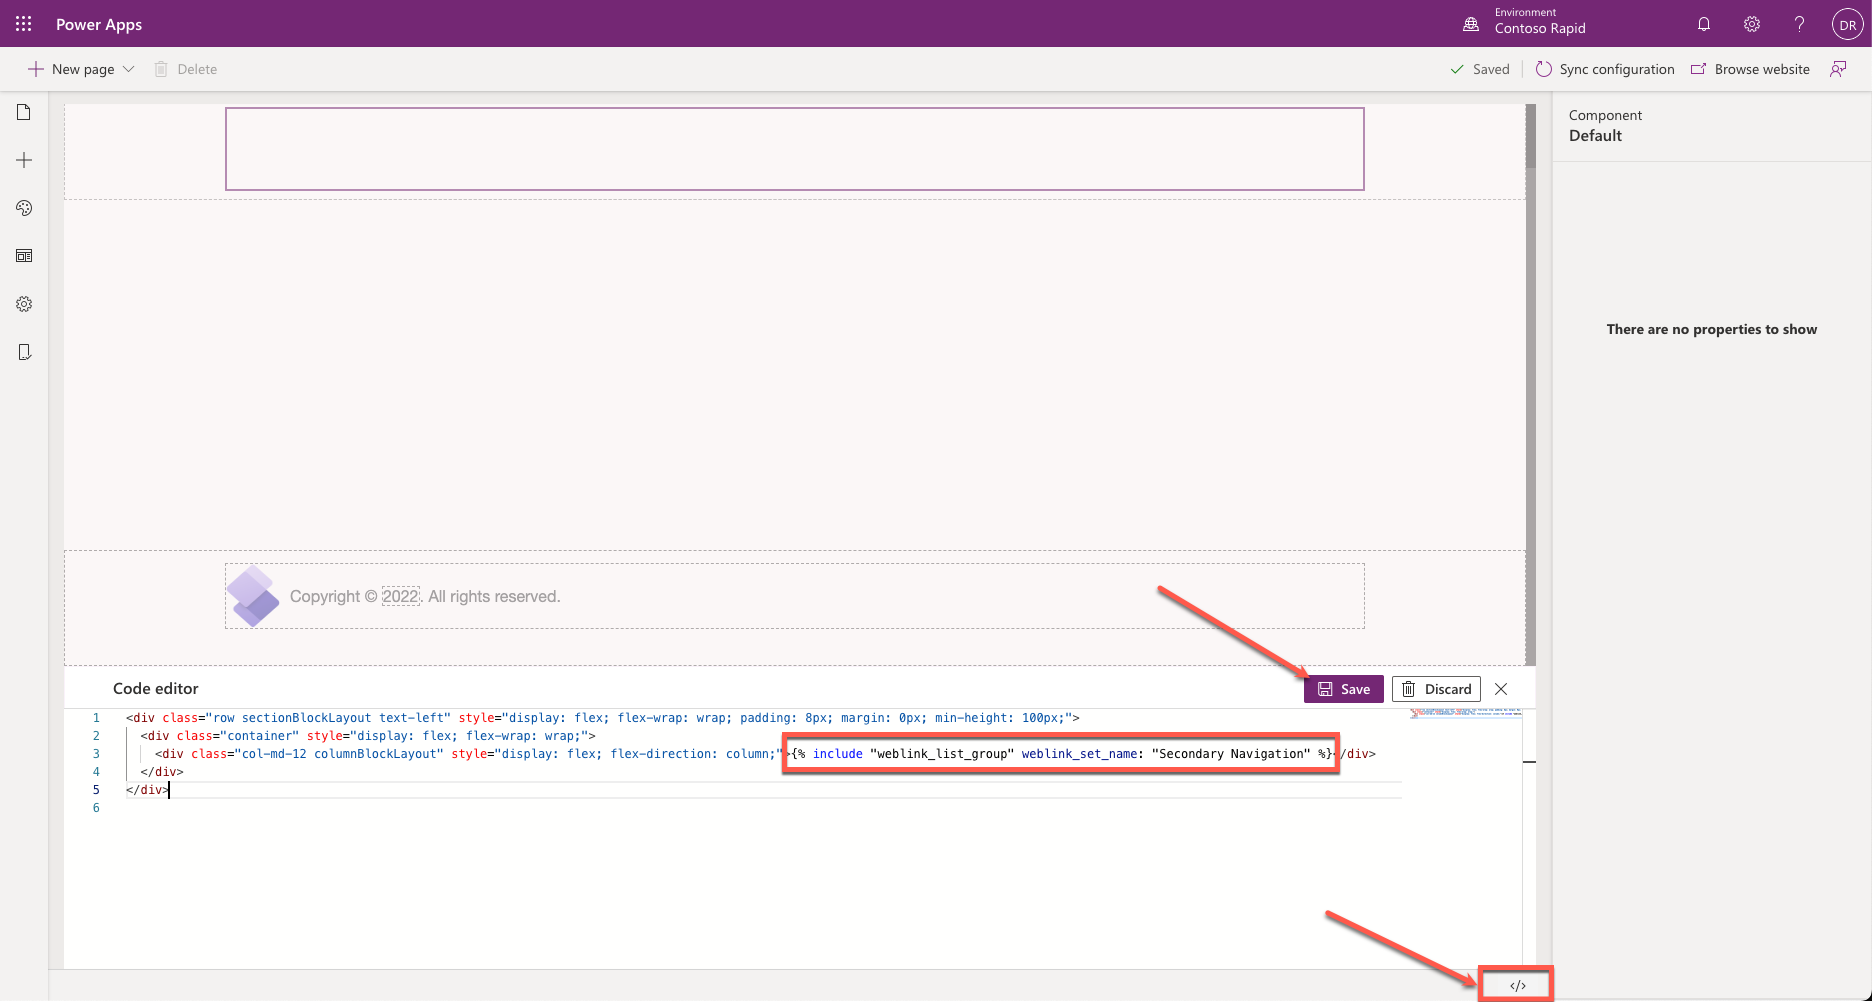 Power Apps
Environment
Contoso Rapid
?
DR
New page
Delete
Saved
Sync configuration
Browse website
Component
Default
There are no properties to show
Copyright © 2022. All rights reserved.
Code editor
Save
Discard
1 <div class="row sectionBlockLayout text-left" style="display: flex; flex-wrap: wrap; padding: 8px; margin: 0px; min-height: 100px;">
2 <div class="container" style="display: flex; flex-wrap: wrap;">
3 <div class="col-md-12 columnBlockLayout" style="display: flex; flex-direction: column;">{% include "weblink_list_group" weblink_set_name: "Secondary Navigation" %}</div>
4 </div>
5 </div>
6
</>